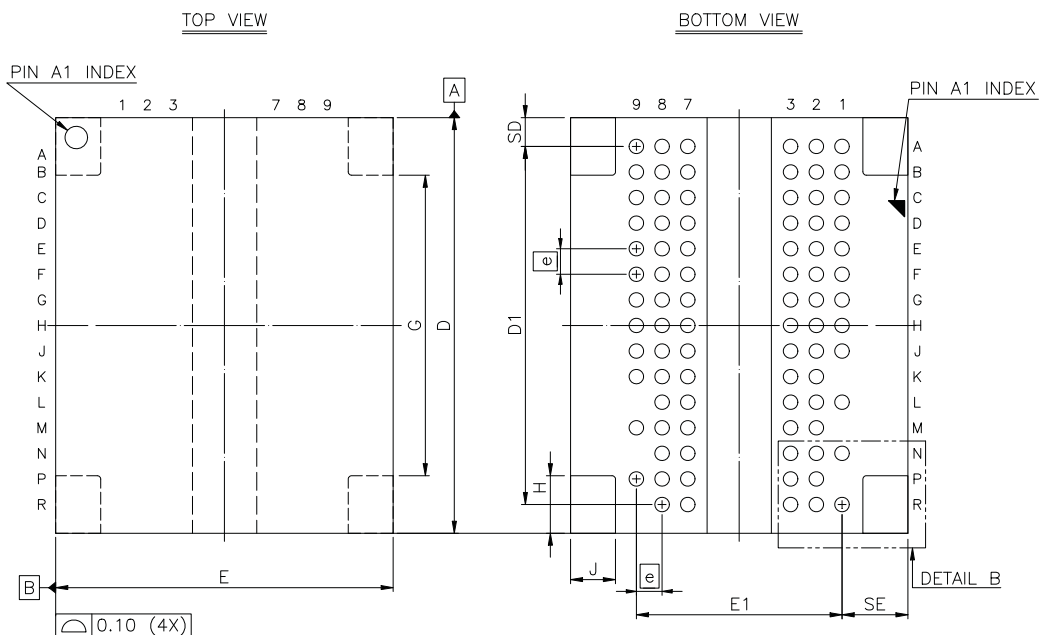 TOP VIEW
BOTTOM VIEW
PIN A1 INDEX
PIN A1 INDEX
1 2 3 7 8 9
9 8 7 3 2 1
A
SD
A
B
C
D
E
F
G
H
J
K
L
M
N
P
R
G
D
e
D1
H
A
B
C
D
E
F
G
H
J
K
L
M
N
P
R
J
e
E1
SE
DETAIL B
B
E
0.10 (4X)